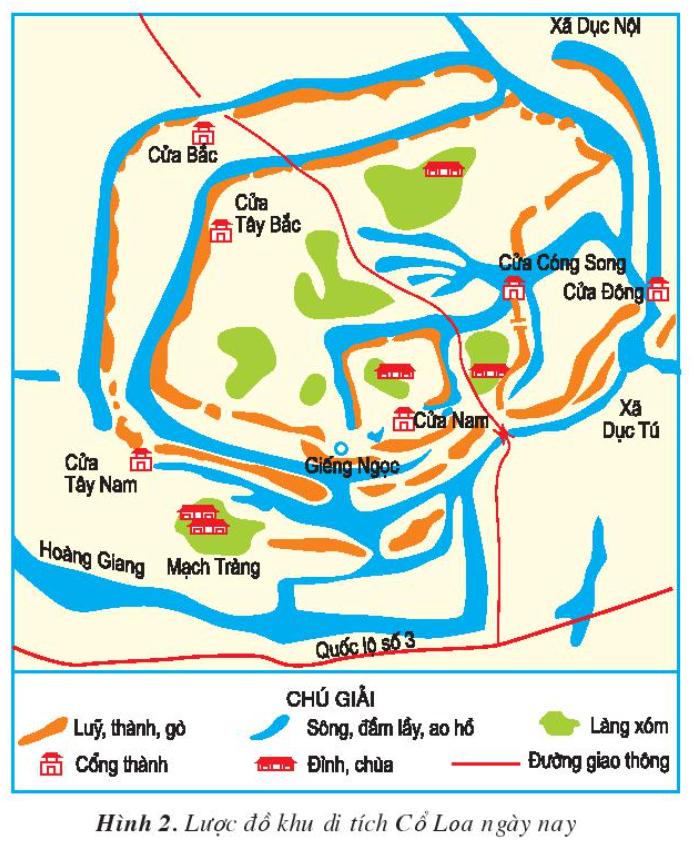 Xã Dục Nội
Cửa Bắc
Cửa
Tây Bắc
Cửa Cống Song
Cửa Đông
Cửa Nam
Xã
Dục Tú
Giếng Ngọc
Cửa
Tây Nam
Hoàng Giang
Mạch Tràng
Quốc lộ số 3
CHÚ GIẢI
Luỹ, thành, gò
Sông, đầm lầy, ao hồ
Làng xóm
Cổng thành
Đình, chùa
Đường giao thông
Hình 2. Lược đồ khu di tích Cổ Loa ngày nay